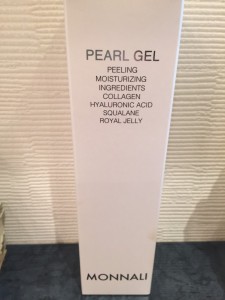 PEARL GEL
PEELING
MOISTURIZING
INGREDIENTS
COLLAGEN
HYALURONIC ACID
SQUALANE
ROYAL JELLY
MONNALI